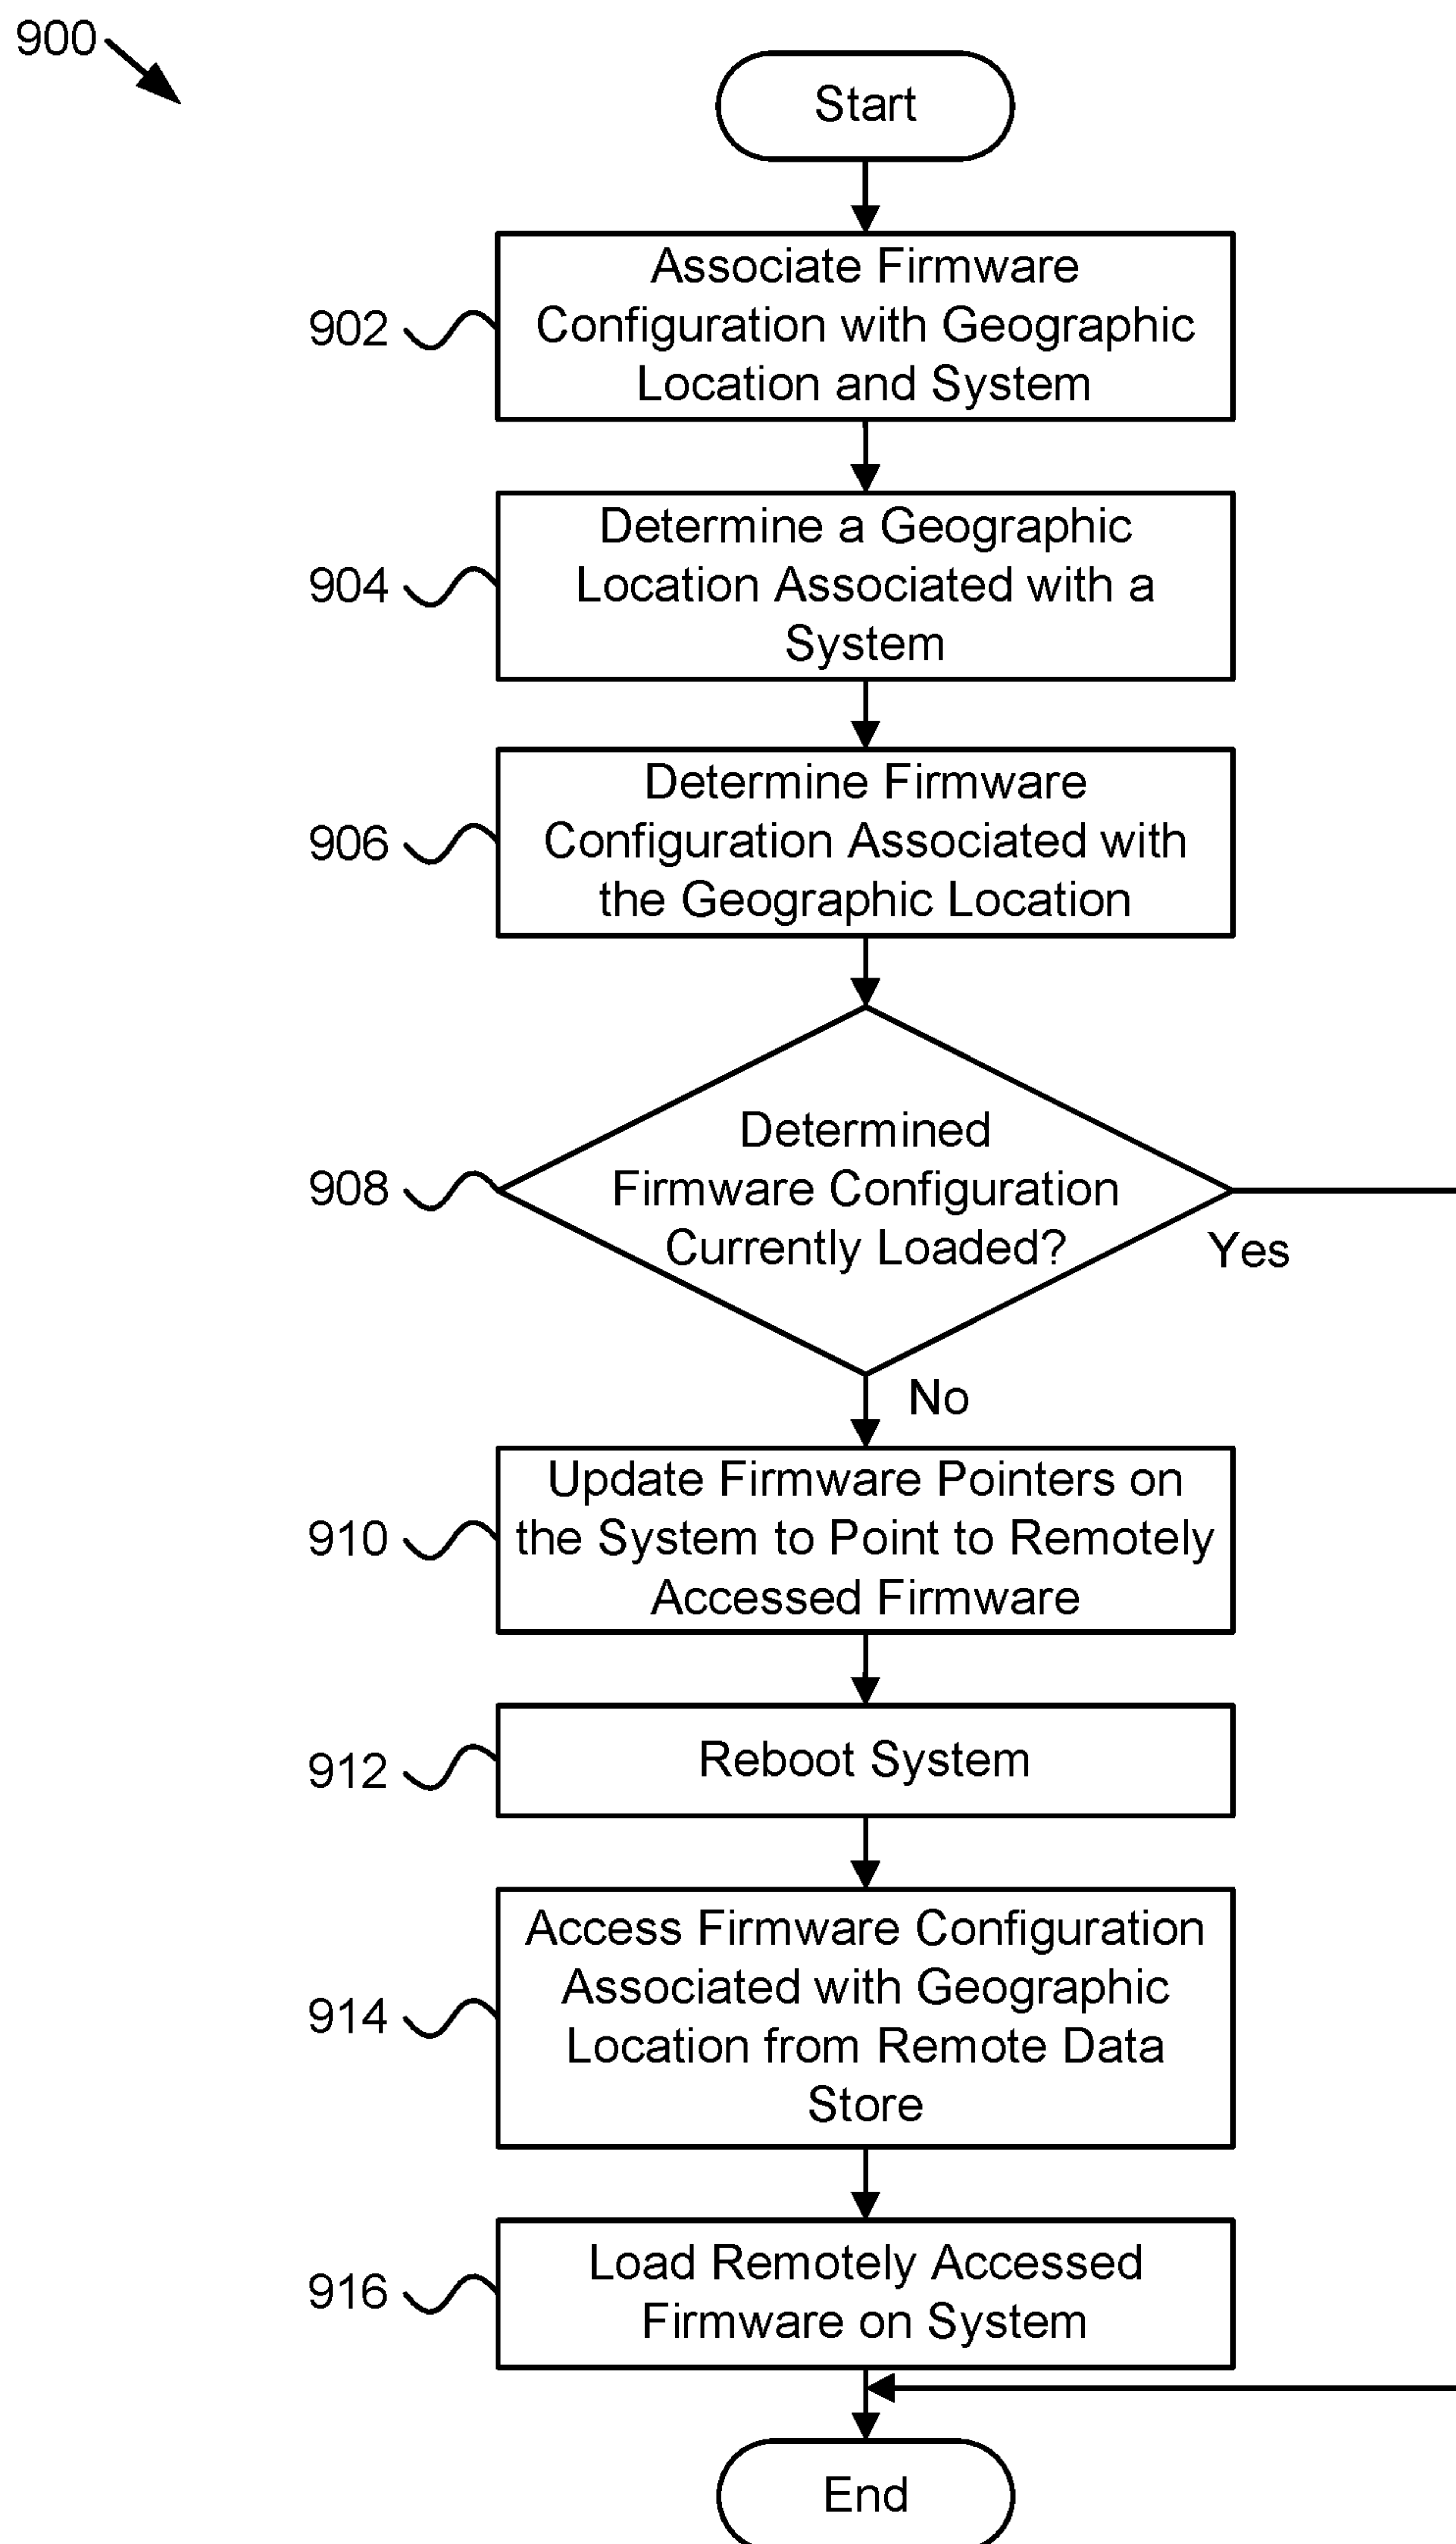 900
Start
902
Associate Firmware
Configuration with Geographic
Location and System
904
Determine a Geographic
Location Associated with a
System
906
Determine Firmware
Configuration Associated with
the Geographic Location
908
Determined
Firmware Configuration
Currently Loaded?
Yes
No
910
Update Firmware Pointers on
the System to Point to Remotely
Accessed Firmware
912
Reboot System
914
Access Firmware Configuration
Associated with Geographic
Location from Remote Data
Store
916
Load Remotely Accessed
Firmware on System
End